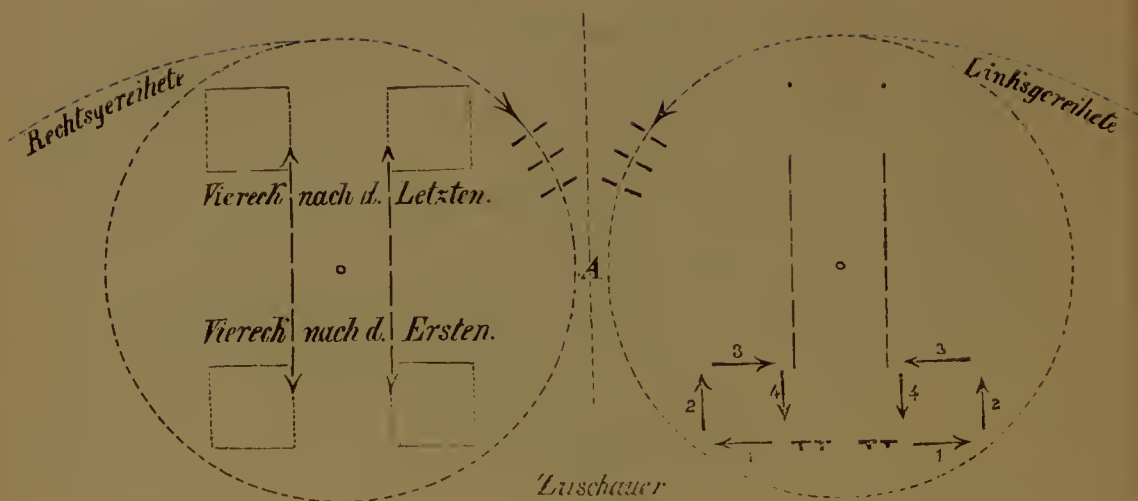 Rechtsgereihete
Linksgereihete
Viereck nach d. Letzten.
A
Viereck nach d. Ersten.
3 3
4 4
2 2
1 1
Zuschauer